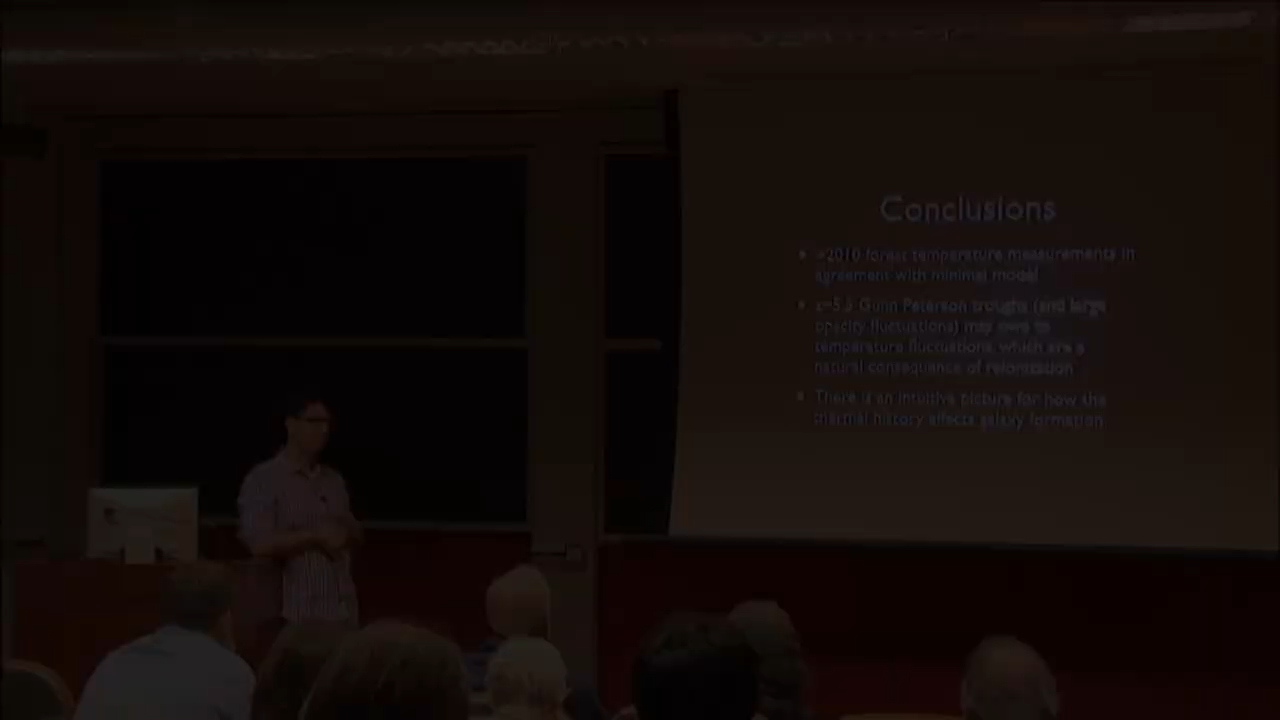 Conclusions
• >2010 forest temperature measurements in
agreement with minimal model
• z=5.5 Gunn Peterson troughs (and large
opacity fluctuations) may owe to
temperature fluctuations, which are a
natural consequence of reionization
• There is an intuitive picture for how the
thermal history affects galaxy formation